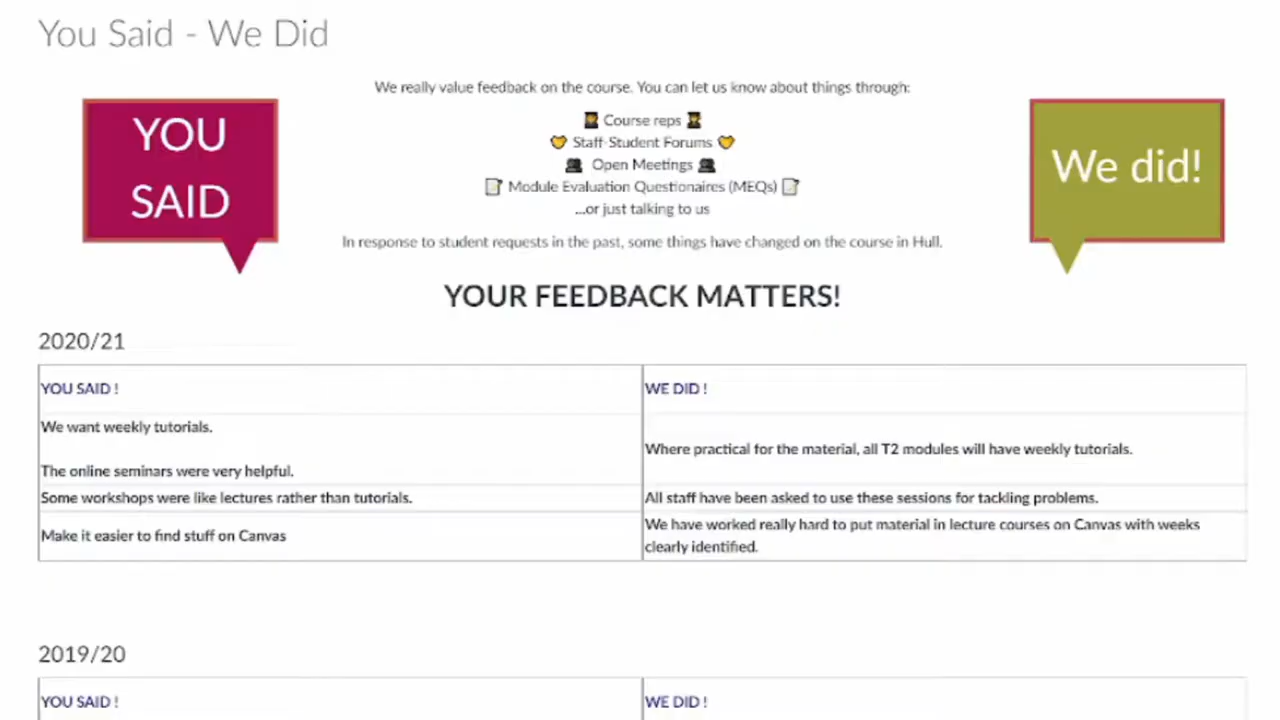 You Said - We Did
We really value feedback on the course. You can let us know about things through:
YOU
SAID
Course reps
Staff-Student Forums
Open Meetings
Module Evaluation Questionaires (MEQs)
...or just talking to us
We did!
In response to student requests in the past, some things have changed on the course in Hull.
YOUR FEEDBACK MATTERS!
2020/21
YOU SAID !
WE DID !
We want weekly tutorials.
The online seminars were very helpful.
Where practical for the material, all T2 modules will have weekly tutorials.
Some workshops were like lectures rather than tutorials.
All staff have been asked to use these sessions for tackling problems.
Make it easier to find stuff on Canvas
We have worked really hard to put material in lecture courses on Canvas with weeks
clearly identified.
2019/20
YOU SAID !
WE DID !